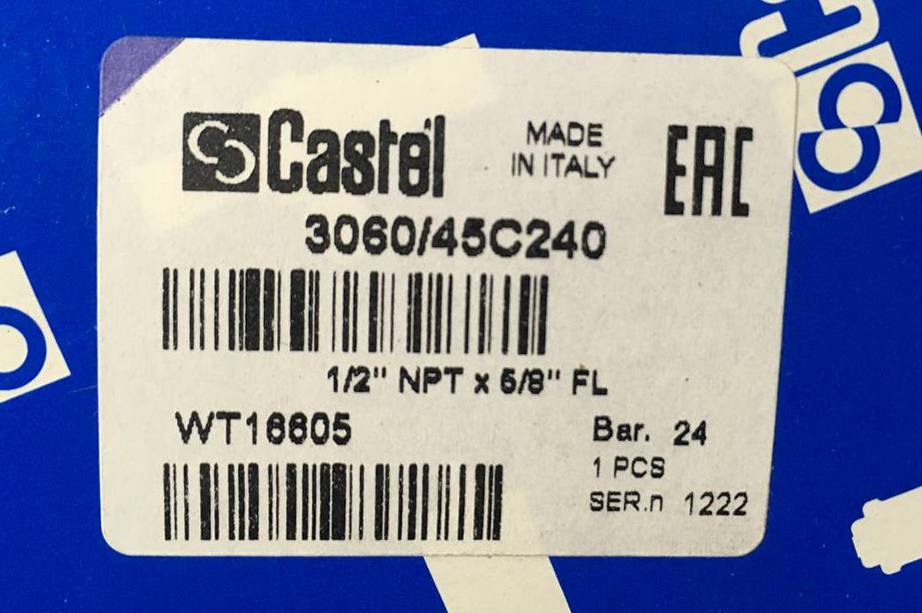 Castel
MADE
IN ITALY
EAC
3060/45C240
1/2" NPT x 5/8" FL
WT16605
Bar. 24
1 PCS
SER.n 1222